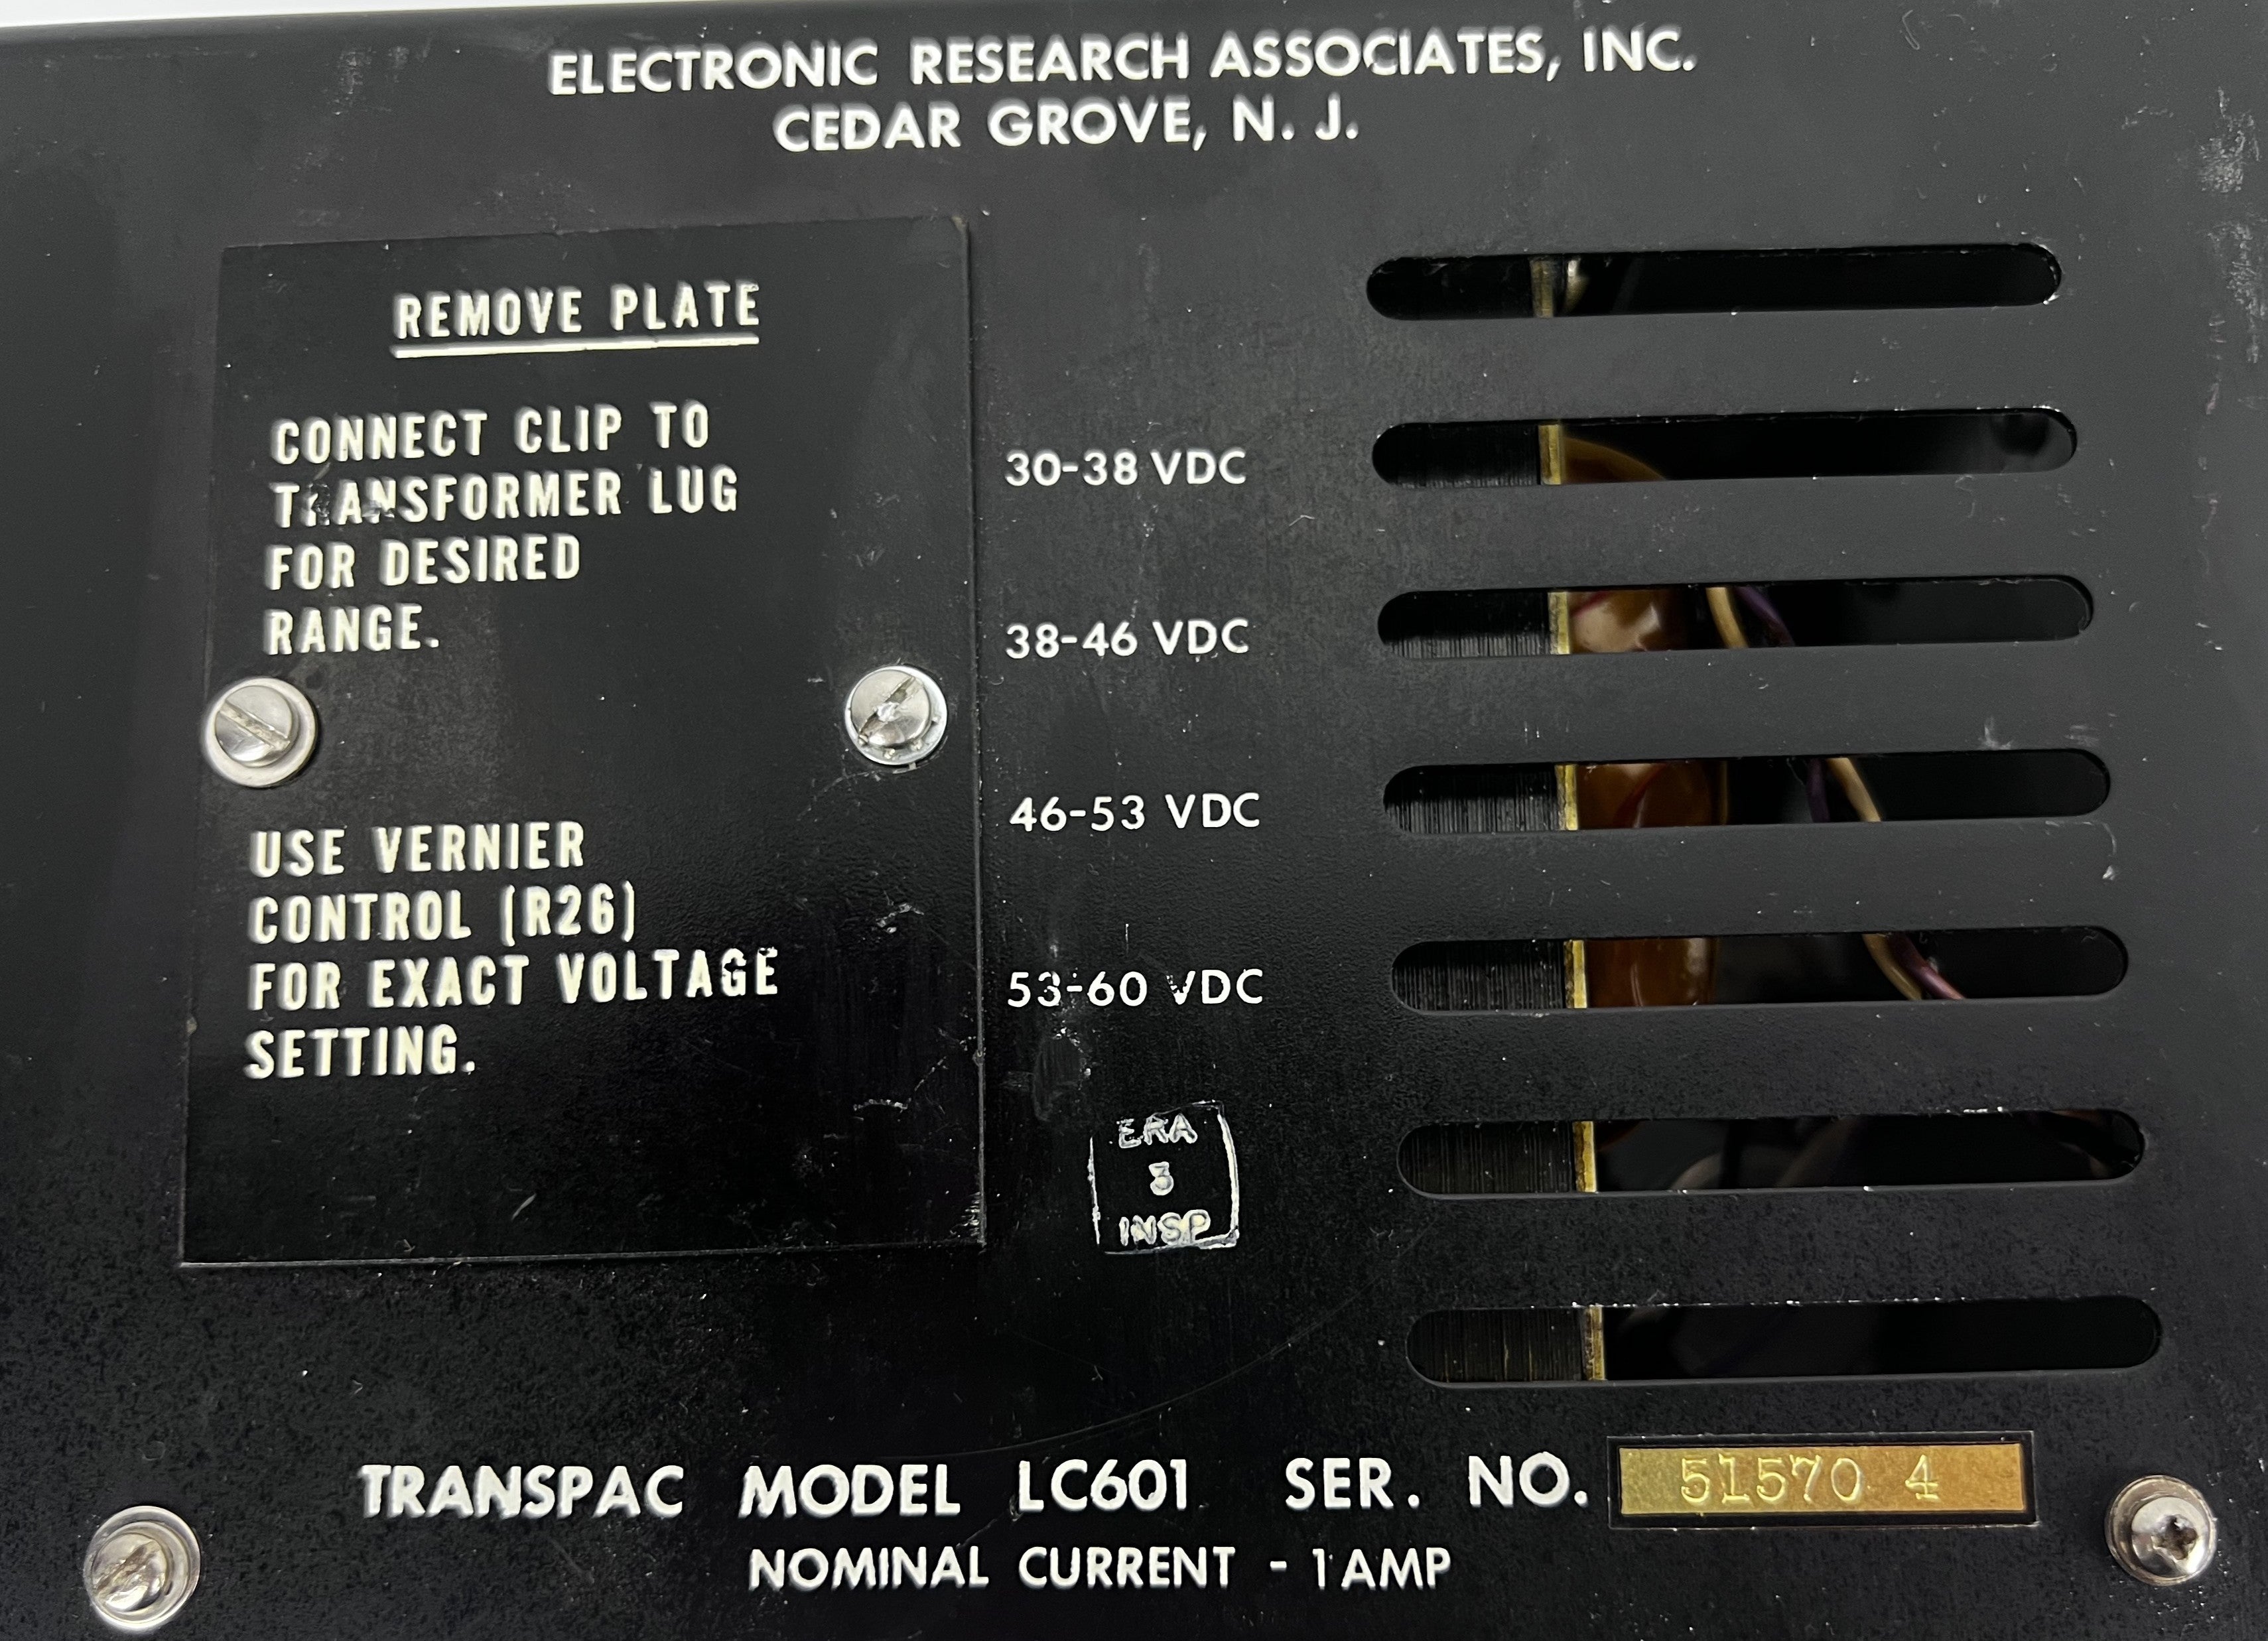 ELECTRONIC RESEARCH ASSOCIATES, INC.
CEDAR GROVE, N. J.
REMOVE PLATE
CONNECT CLIP TO
TRANSFORMER LUG
FOR DESIRED
RANGE.
USE VERNIER
CONTROL (R26)
FOR EXACT VOLTAGE
SETTING.
30-38 VDC
38-46 VDC
46-53 VDC
53-60 VDC
ERA
3
INSP
TRANSPAC MODEL LC601 SER. NO. 51570 4
NOMINAL CURRENT - 1 AMP